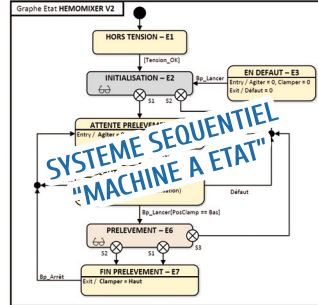 Graphe Etat HEMOMIXER V2
HORS TENSION – E1
[Tension_OK]
INITIALISATION – E2
Bp_Lancer
EN DEFAUT – E3
Entry / Agiter = 0, Clamper = 0
Exit / Défaut = 0
S1
S2
ATTENTE
Entry / Agiter =
SYSTEME SEQUENTIEL
"MACHINE A ETAT"
Défaut
Bp_Lancer[PosClamp == Bas]
PRELEVEMENT – E6
S3
S2
S1
Bp_Arrêt
FIN PRELEVEMENT – E7
Exit / Clamper = Haut